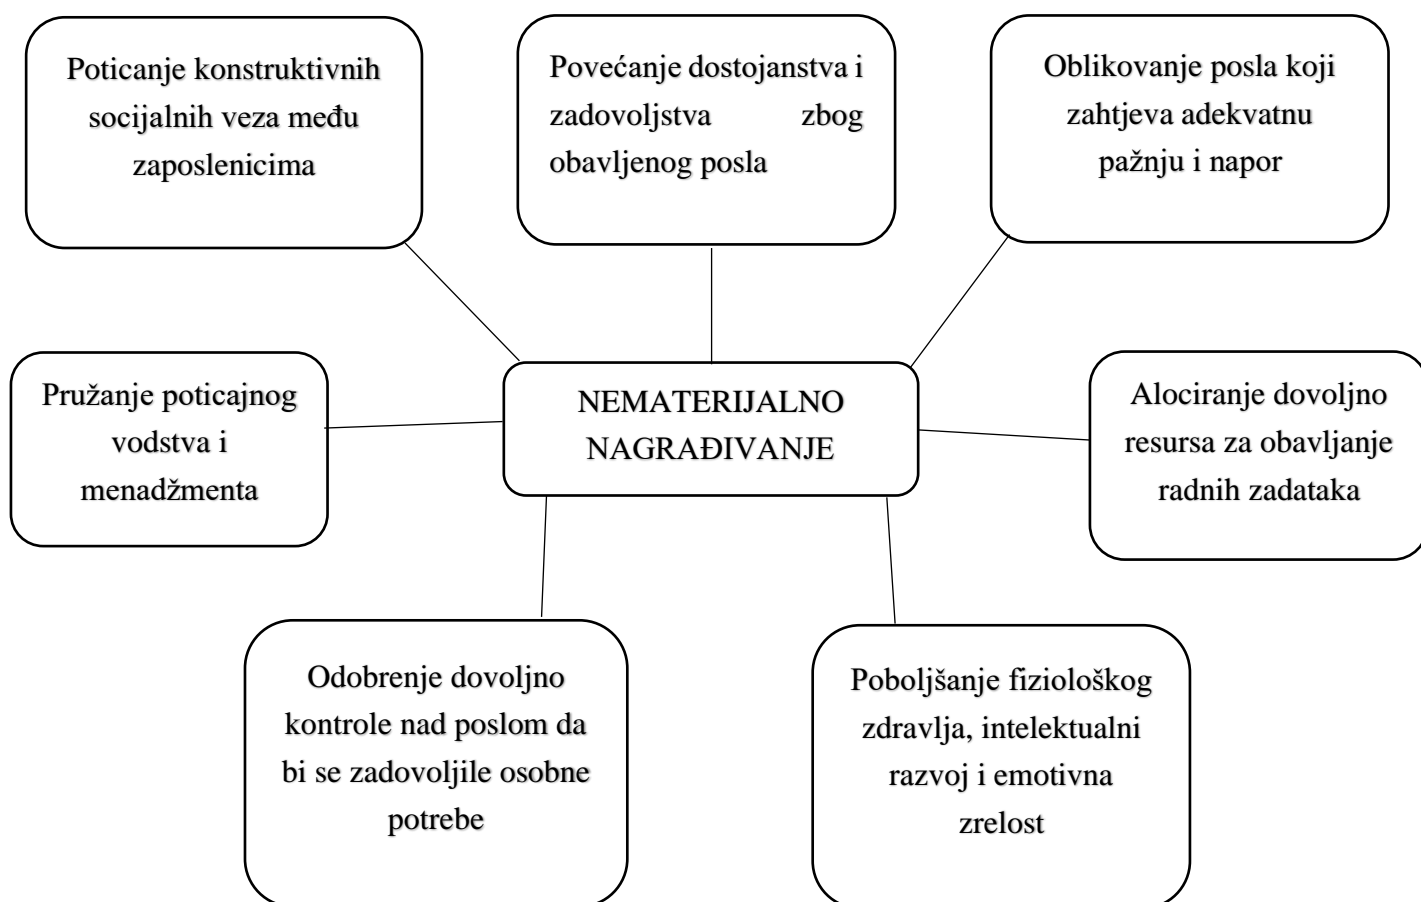 Poticanje konstruktivnih
socijalnih veza među
zaposlenicima
Povećanje dostojanstva i
zadovoljstva zbog
obavljenog posla
Oblikovanje posla koji
zahtjeva adekvatnu
pažnju i napor
Pružanje poticajnog
vodstva i
menadžmenta
NEMATERIJALNO
NAGRAĐIVANJE
Alociranje dovoljno
resursa za obavljanje
radnih zadataka
Odobrenje dovoljno
kontrole nad poslom da
bi se zadovoljile osobne
potrebe
Poboljšanje fiziološkog
zdravlja, intelektualni
razvoj i emotivna
zrelost